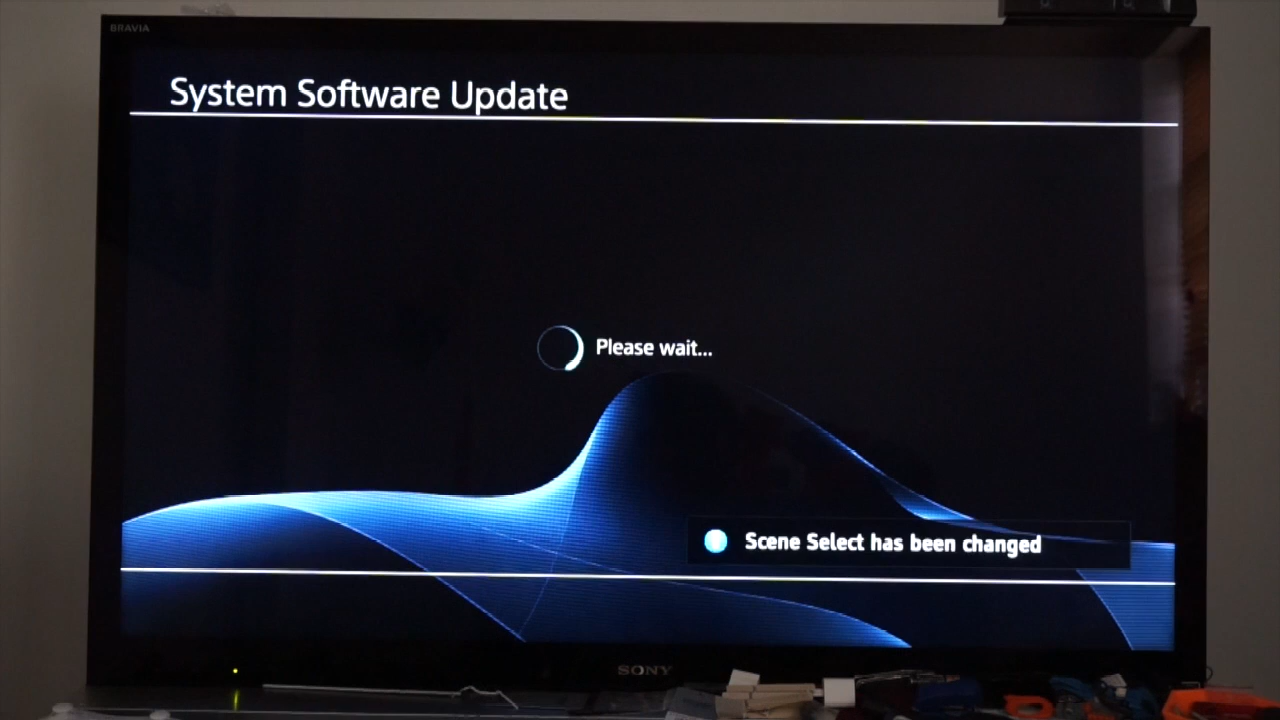 BRAVIA
System Software Update
Please wait...
Scene Select has been changed
SONY